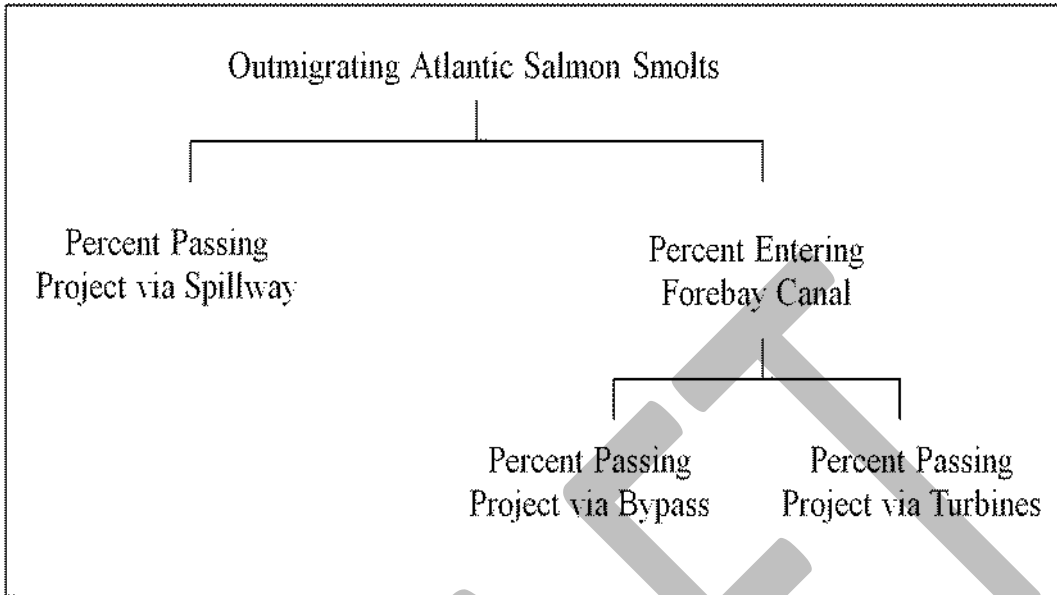 Outmigrating Atlantic Salmon Smolts
Percent Passing
Project via Spillway
Percent Entering
Forebay Canal
Percent Passing
Project via Bypass
Percent Passing
Project via Turbines